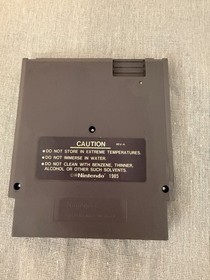 CAUTION
•DO NOT STORE IN EXTREME TEMPERATURES.
•DO NOT IMMERSE IN WATER.
•DO NOT CLEAN WITH BENZENE, THINNER,
ALCOHOL OR OTHER SUCH SOLVENTS.
©Nintendo 1985